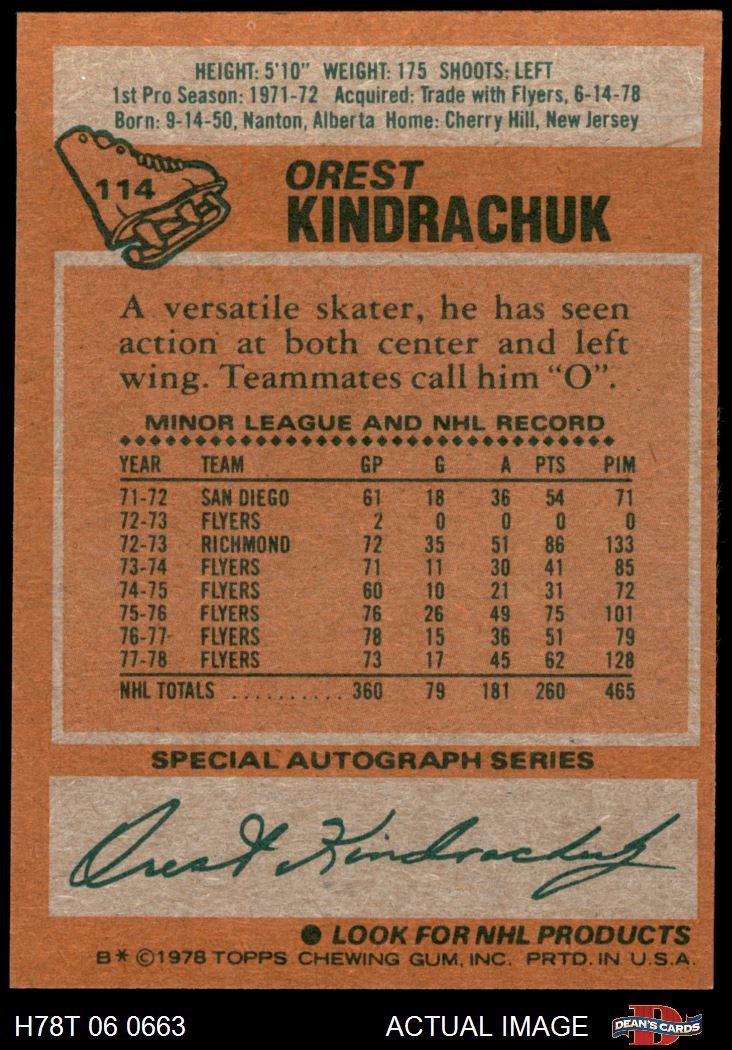 HEIGHT: 5'10" WEIGHT: 175 SHOOTS: LEFT
1st Pro Season: 1971-72 Acquired: Trade with Flyers, 6-14-78
Born: 9-14-50, Nanton, Alberta Home: Cherry Hill, New Jersey
114
OREST
KINDRACHUK
A versatile skater, he has seen
action at both center and left
wing. Teammates call him "O".
MINOR LEAGUE AND NHL RECORD
YEAR TEAM GP G A PTS PIM
71-72 SAN DIEGO 61 18 36 54 71
72-73 FLYERS 2 0 0 0 0
72-73 RICHMOND 72 35 51 86 133
73-74 FLYERS 71 11 30 41 85
74-75 FLYERS 60 10 21 31 72
75-76 FLYERS 76 26 49 75 101
76-77 FLYERS 78 15 36 51 79
77-78 FLYERS 73 17 45 62 128
NHL TOTALS .......... 360 79 181 260 465
SPECIAL AUTOGRAPH SERIES
Orest Kindrachuk
● LOOK FOR NHL PRODUCTS
B* ©1978 TOPPS CHEWING GUM, INC. PRTD. IN U.S.A.
H78T 06 0663 ACTUAL IMAGE
D
DEAN'S CARDS